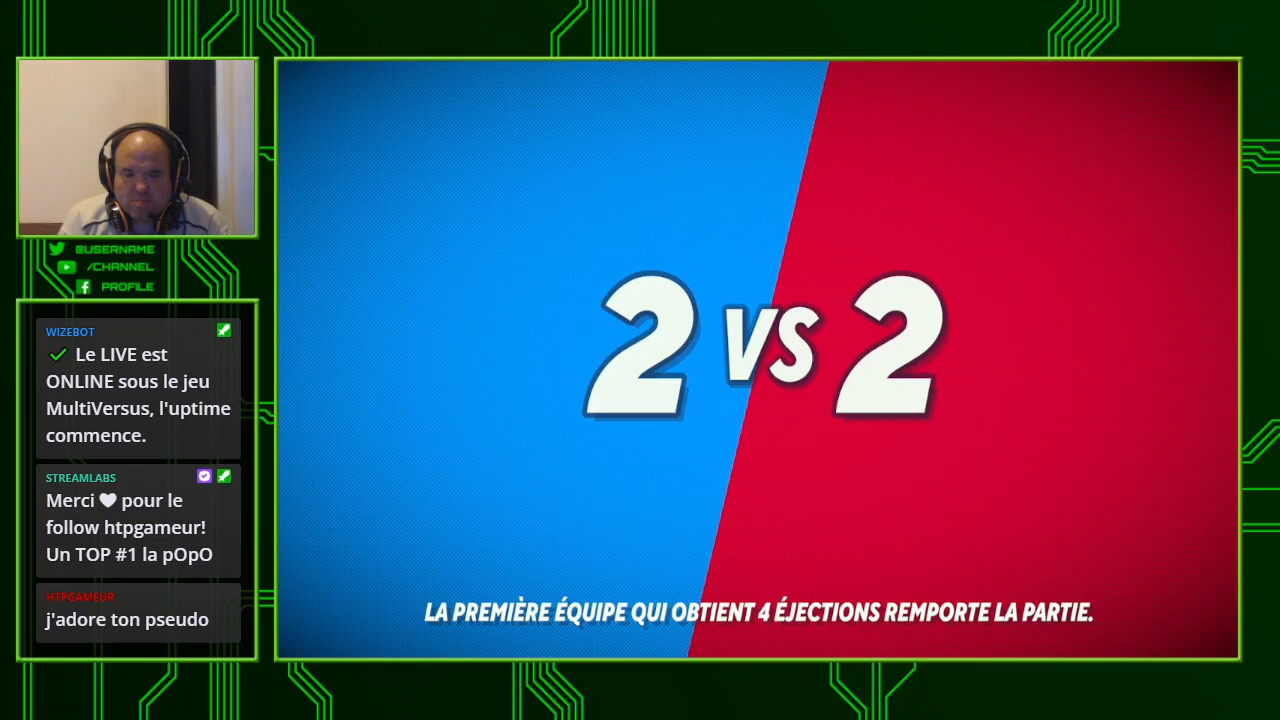 @USERNAME
/CHANNEL
PROFILE
WIZEBOT
Le LIVE est
ONLINE sous le jeu
MultiVersus, l'uptime
commence.
STREAMLABS
Merci 🤍 pour le
follow htpgameur!
Un TOP #1 la pOpO
HTPGAMEUR
j'adore ton pseudo
2 VS 2
LA PREMIÈRE ÉQUIPE QUI OBTIENT 4 ÉJECTIONS REMPORTE LA PARTIE.